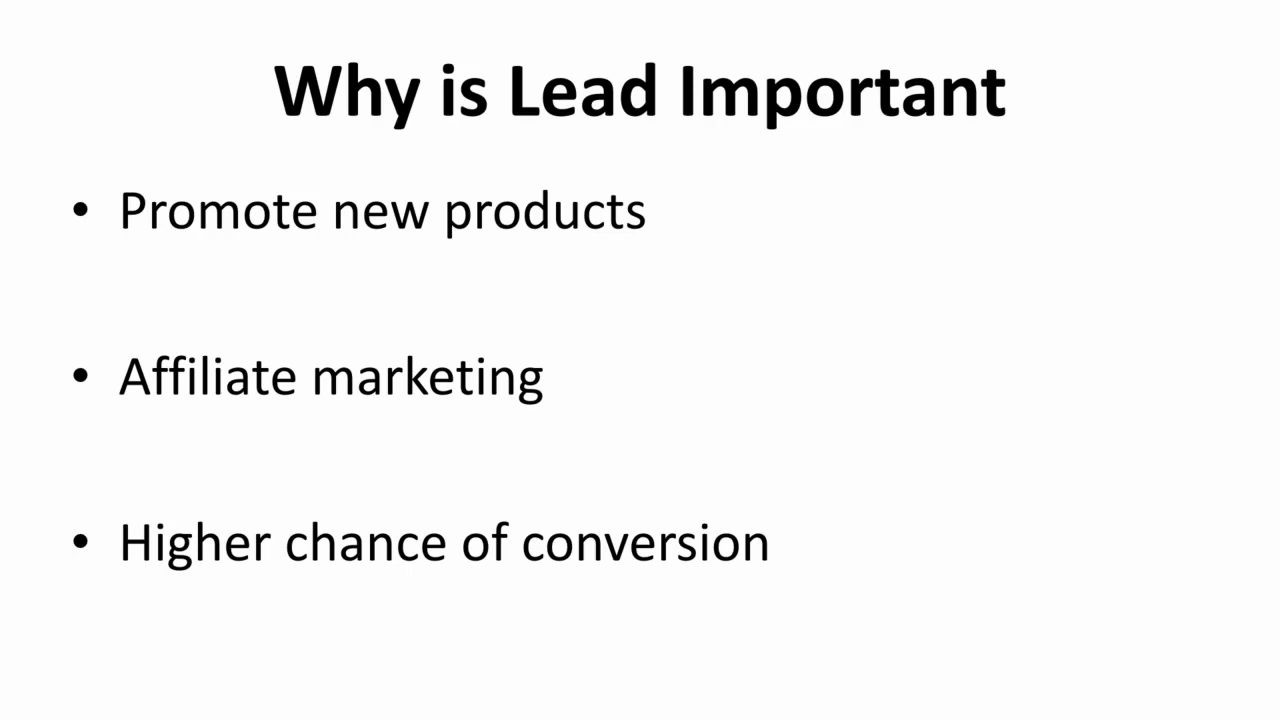 Why is Lead Important
• Promote new products
• Affiliate marketing
• Higher chance of conversion